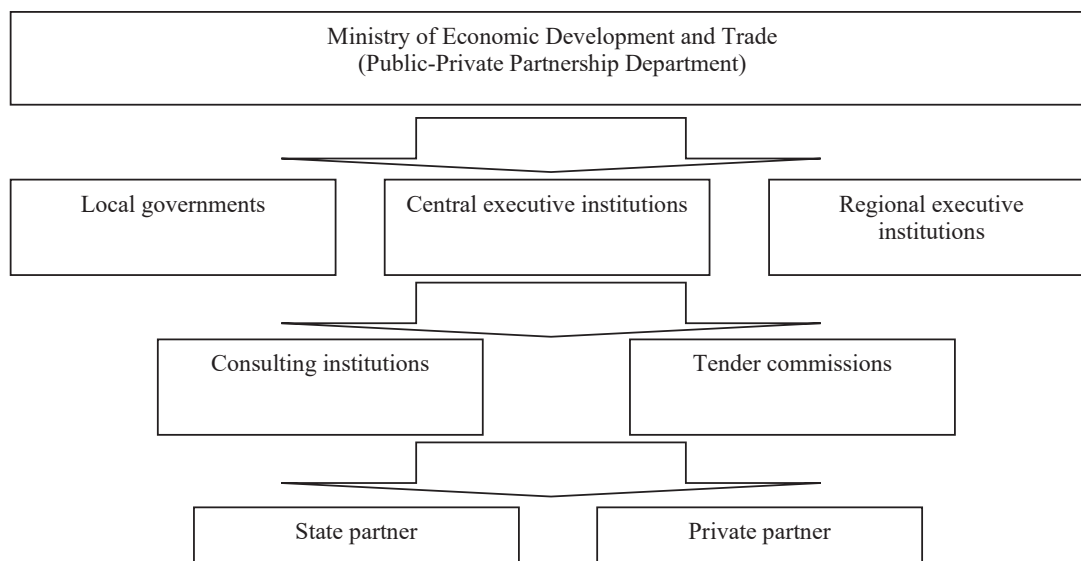 Ministry of Economic Development and Trade
(Public-Private Partnership Department)
Local governments
Central executive institutions
Regional executive
institutions
Consulting institutions
Tender commissions
State partner
Private partner